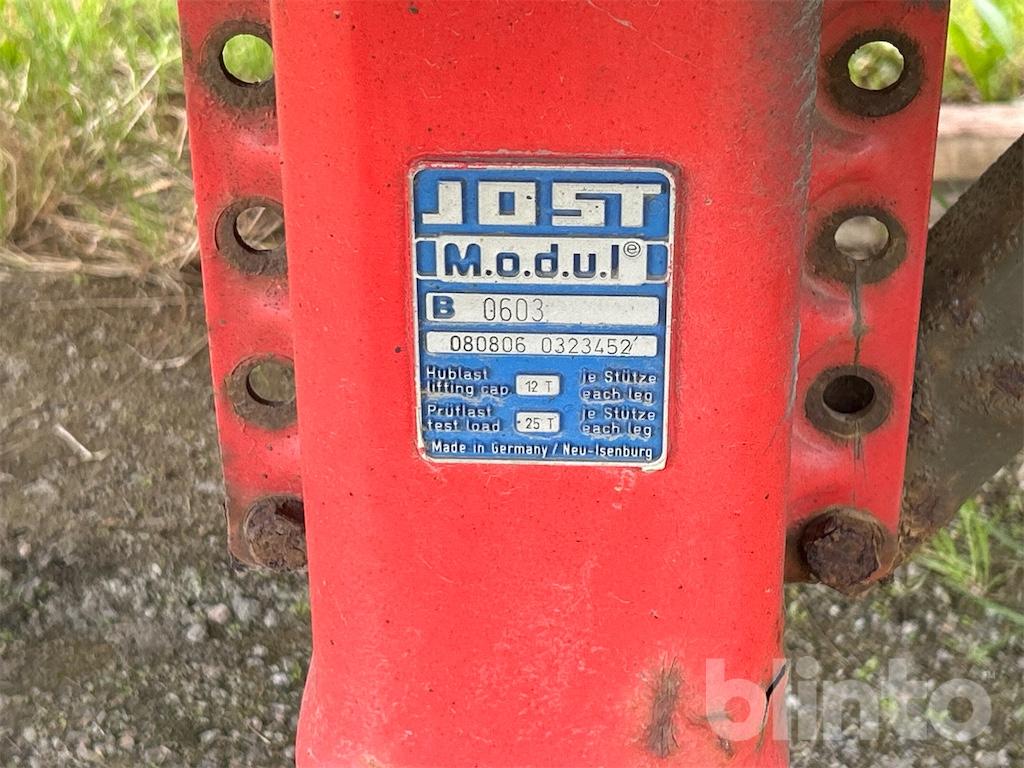 JOST
M.o.d.u.l ®
B 0603
080806 0323452
Hublast 12 T je Stütze
lifting cap each leg
Prüflast 25 T je Stütze
test load each leg
Made in Germany / Neu-Isenburg
blinto